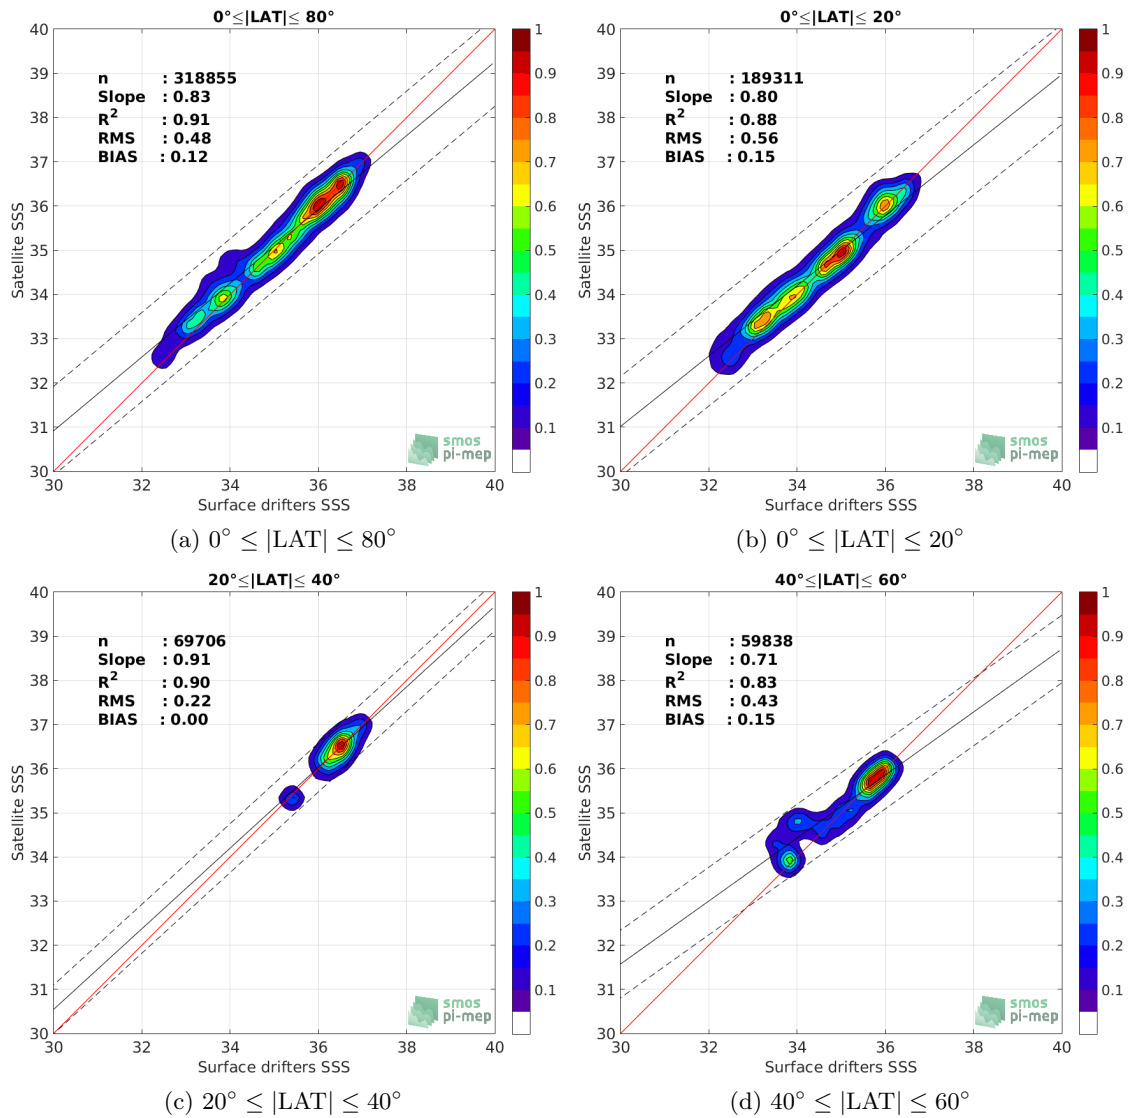 0°≤|LAT|≤ 80°
n : 318855
Slope : 0.83
R² : 0.91
RMS : 0.48
BIAS : 0.12
Satellite SSS
40
39
38
37
36
35
34
33
32
31
30
30 32 34 36 38 40
Surface drifters SSS
1
0.9
0.8
0.7
0.6
0.5
0.4
0.3
0.2
0.1
smos
pi-mep
(a) 0° ≤ |LAT| ≤ 80°
0°≤|LAT|≤ 20°
n : 189311
Slope : 0.80
R² : 0.88
RMS : 0.56
BIAS : 0.15
Satellite SSS
40
39
38
37
36
35
34
33
32
31
30
30 32 34 36 38 40
Surface drifters SSS
1
0.9
0.8
0.7
0.6
0.5
0.4
0.3
0.2
0.1
smos
pi-mep
(b) 0° ≤ |LAT| ≤ 20°
20°≤|LAT|≤ 40°
n : 69706
Slope : 0.91
R² : 0.90
RMS : 0.22
BIAS : 0.00
Satellite SSS
40
39
38
37
36
35
34
33
32
31
30
30 32 34 36 38 40
Surface drifters SSS
1
0.9
0.8
0.7
0.6
0.5
0.4
0.3
0.2
0.1
smos
pi-mep
(c) 20° ≤ |LAT| ≤ 40°
40°≤|LAT|≤ 60°
n : 59838
Slope : 0.71
R² : 0.83
RMS : 0.43
BIAS : 0.15
Satellite SSS
40
39
38
37
36
35
34
33
32
31
30
30 32 34 36 38 40
Surface drifters SSS
1
0.9
0.8
0.7
0.6
0.5
0.4
0.3
0.2
0.1
smos
pi-mep
(d) 40° ≤ |LAT| ≤ 60°